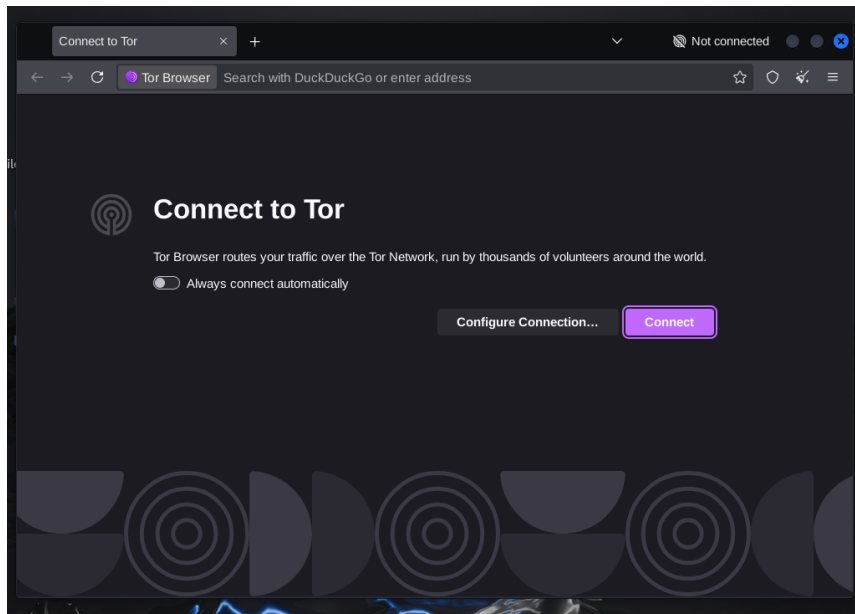 Connect to Tor
Not connected
Tor Browser Search with DuckDuckGo or enter address
Connect to Tor
Tor Browser routes your traffic over the Tor Network, run by thousands of volunteers around the world.
Always connect automatically
Configure Connection... Connect